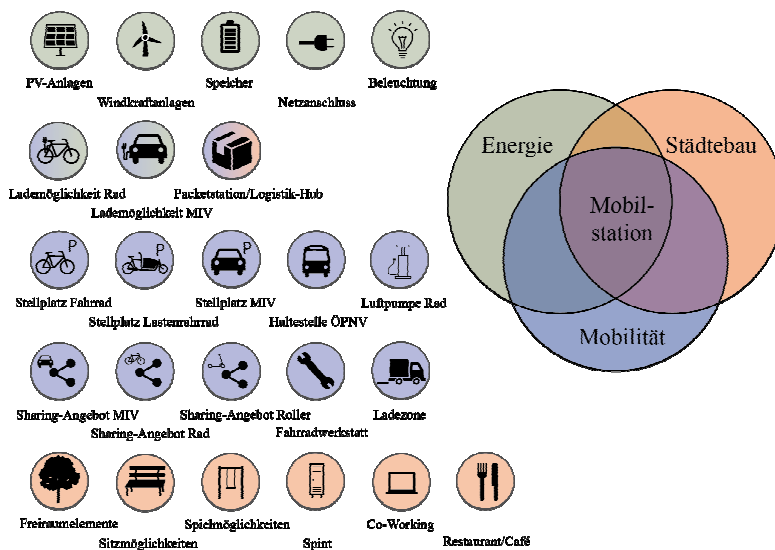 PV-Anlagen
Windkraftanlagen
Speicher
Netzanschluss
Beleuchtung
Lademöglichkeit Rad
Lademöglichkeit MIV
Packetstation/Logistik-Hub
P
Stellplatz Fahrrad
Stellplatz Lastenrahrrad
P
P
Stellplatz MIV
Haltestelle ÖPNV
Luftpumpe Rad
Sharing-Angebot MIV
Sharing-Angebot Rad
Sharing-Angebot Roller
Fahrradwerkstatt
Ladezone
Freiraumelemente
Sitzmöglichkeiten
Spielmöglichkeiten
Spint
Co-Working
Restaurant/Café
Energie
Städtebau
Mobil-
station
Mobilität